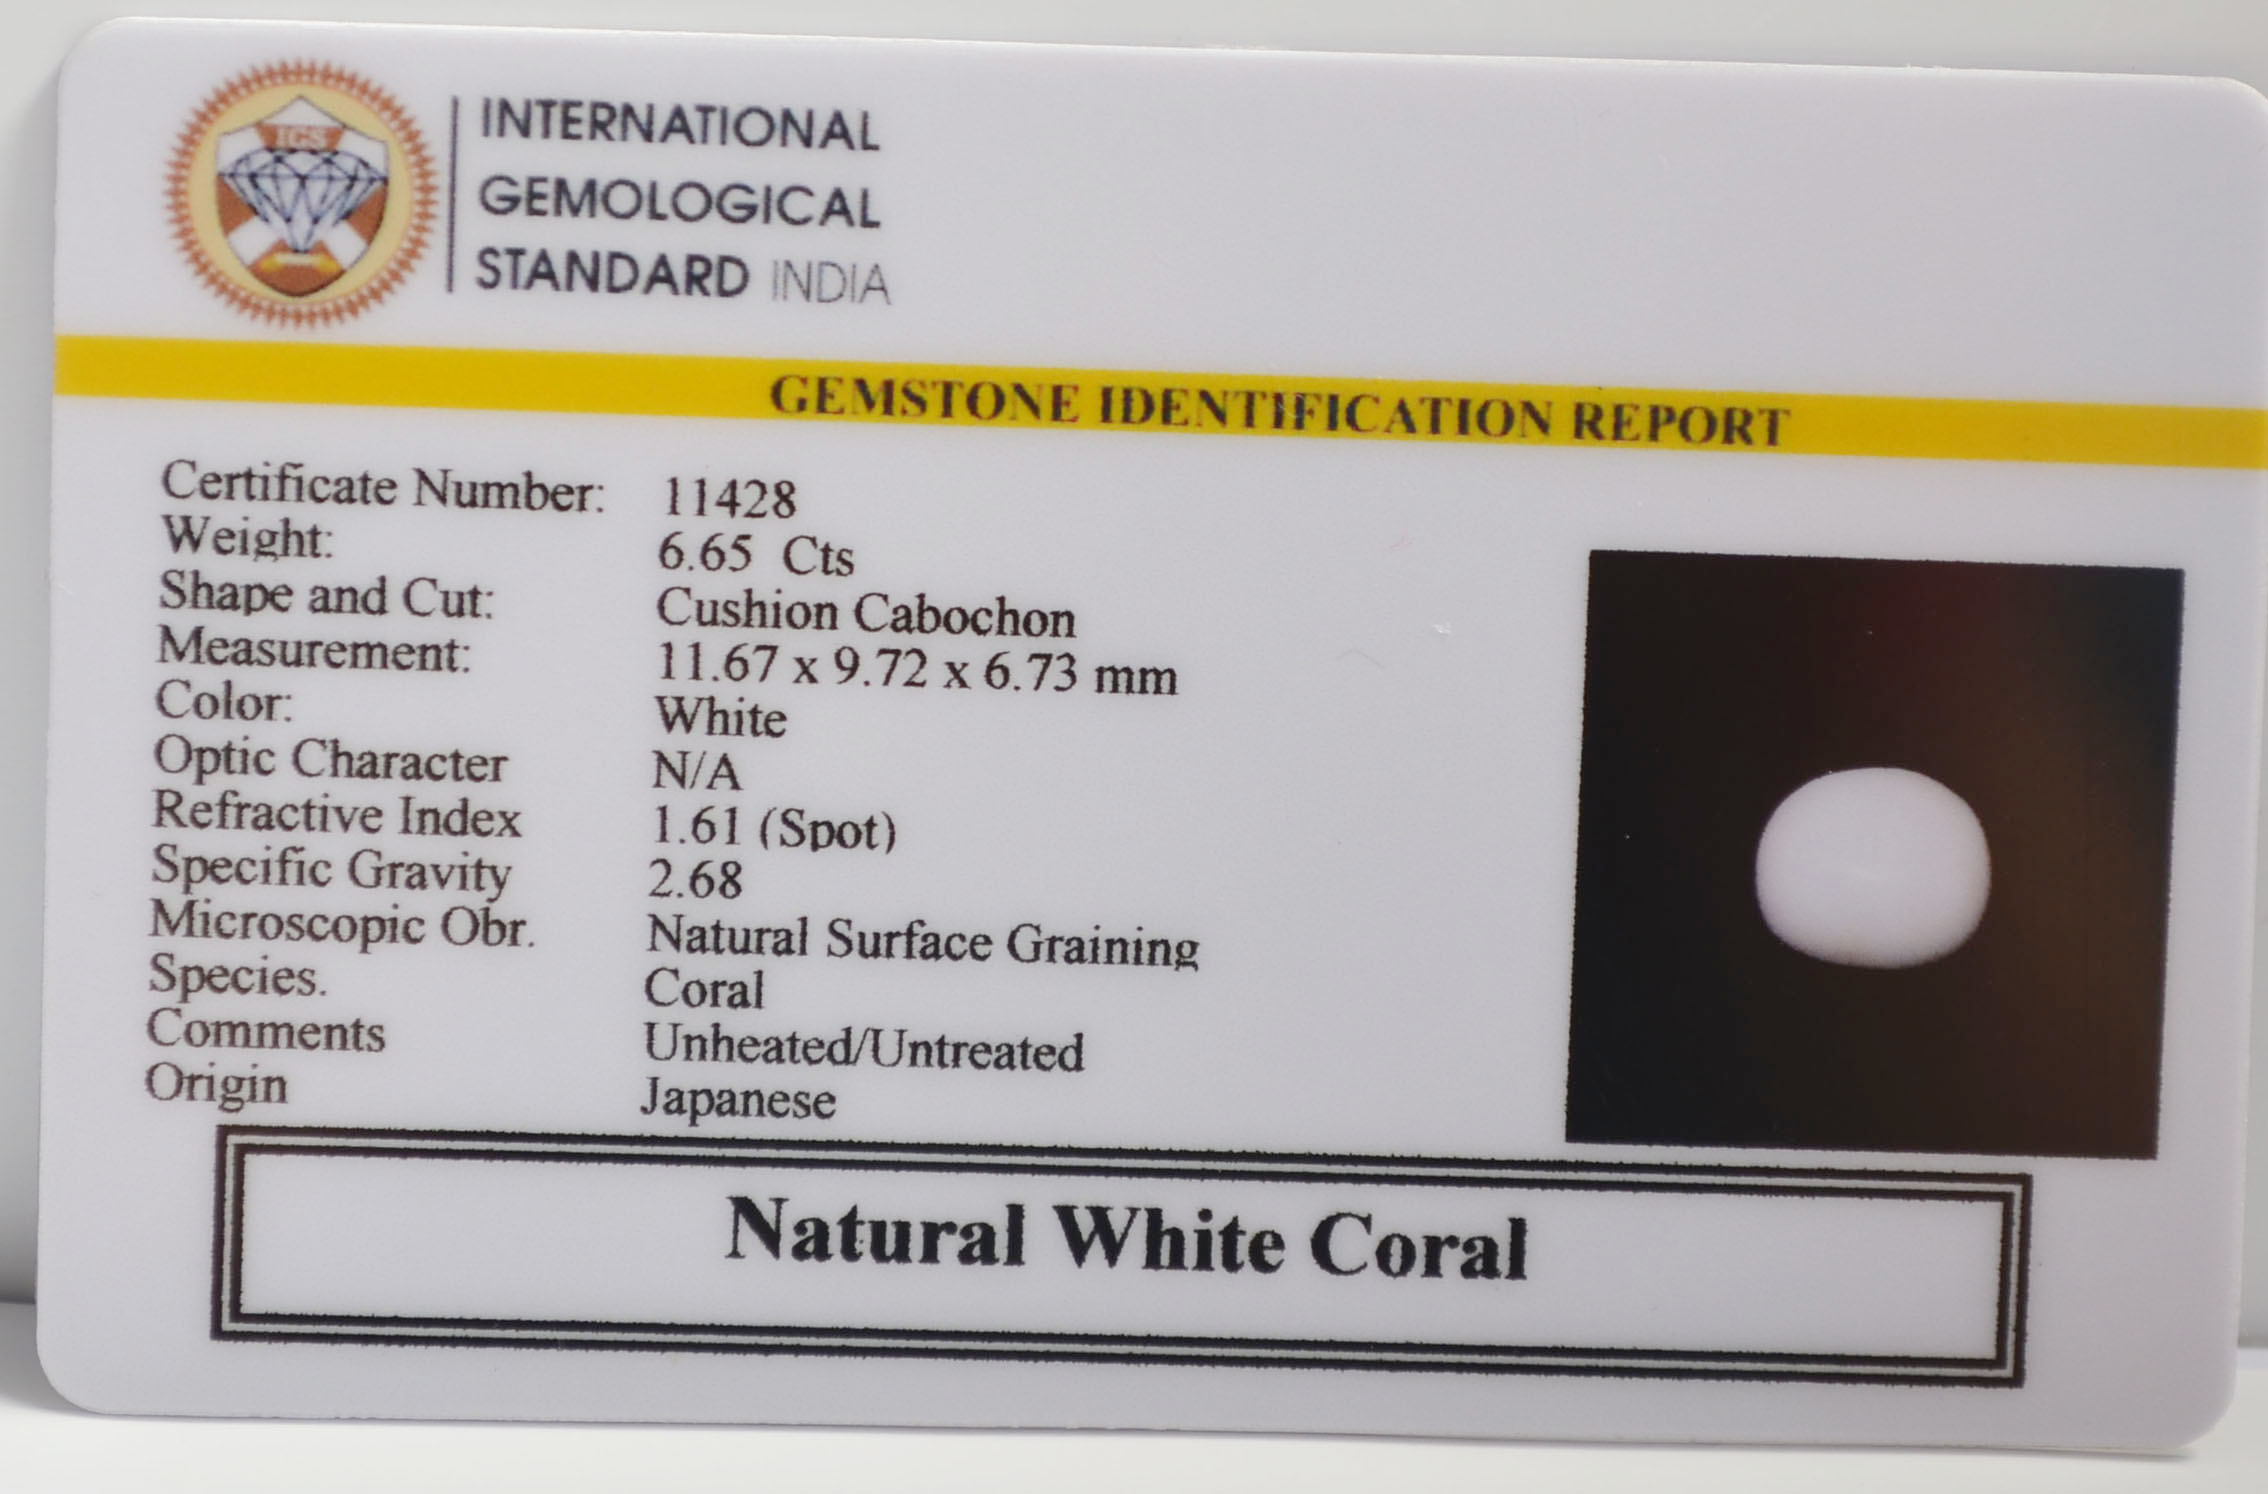 IGS
INTERNATIONAL
GEMOLOGICAL
STANDARD INDIA
GEMSTONE IDENTIFICATION REPORT
Certificate Number: 11428
Weight: 6.65 Cts
Shape and Cut: Cushion Cabochon
Measurement: 11.67 x 9.72 x 6.73 mm
Color: White
Optic Character N/A
Refractive Index 1.61 (Spot)
Specific Gravity 2.68
Microscopic Obr. Natural Surface Graining
Species. Coral
Comments Unheated/Untreated
Origin Japanese
Natural White Coral